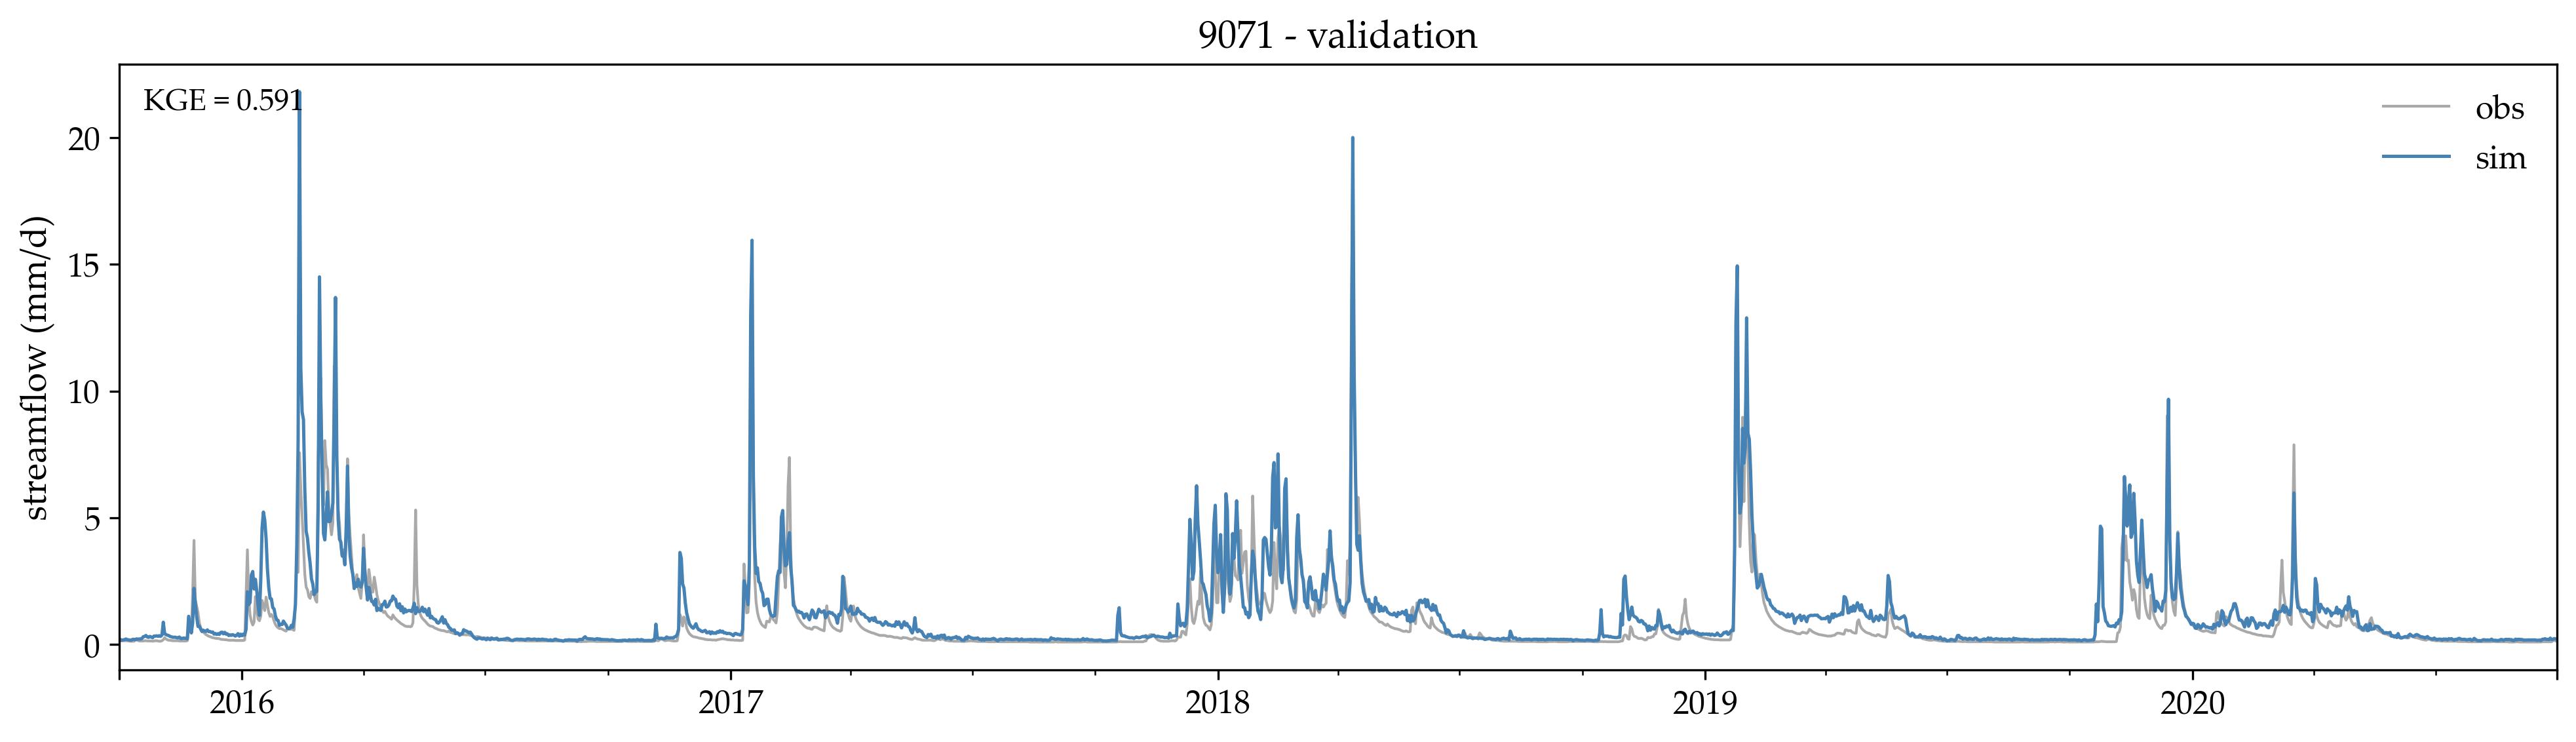 9071 - validation
KGE = 0.591
obs
sim
streamflow (mm/d)
20
15
10
5
0
2016
2017
2018
2019
2020